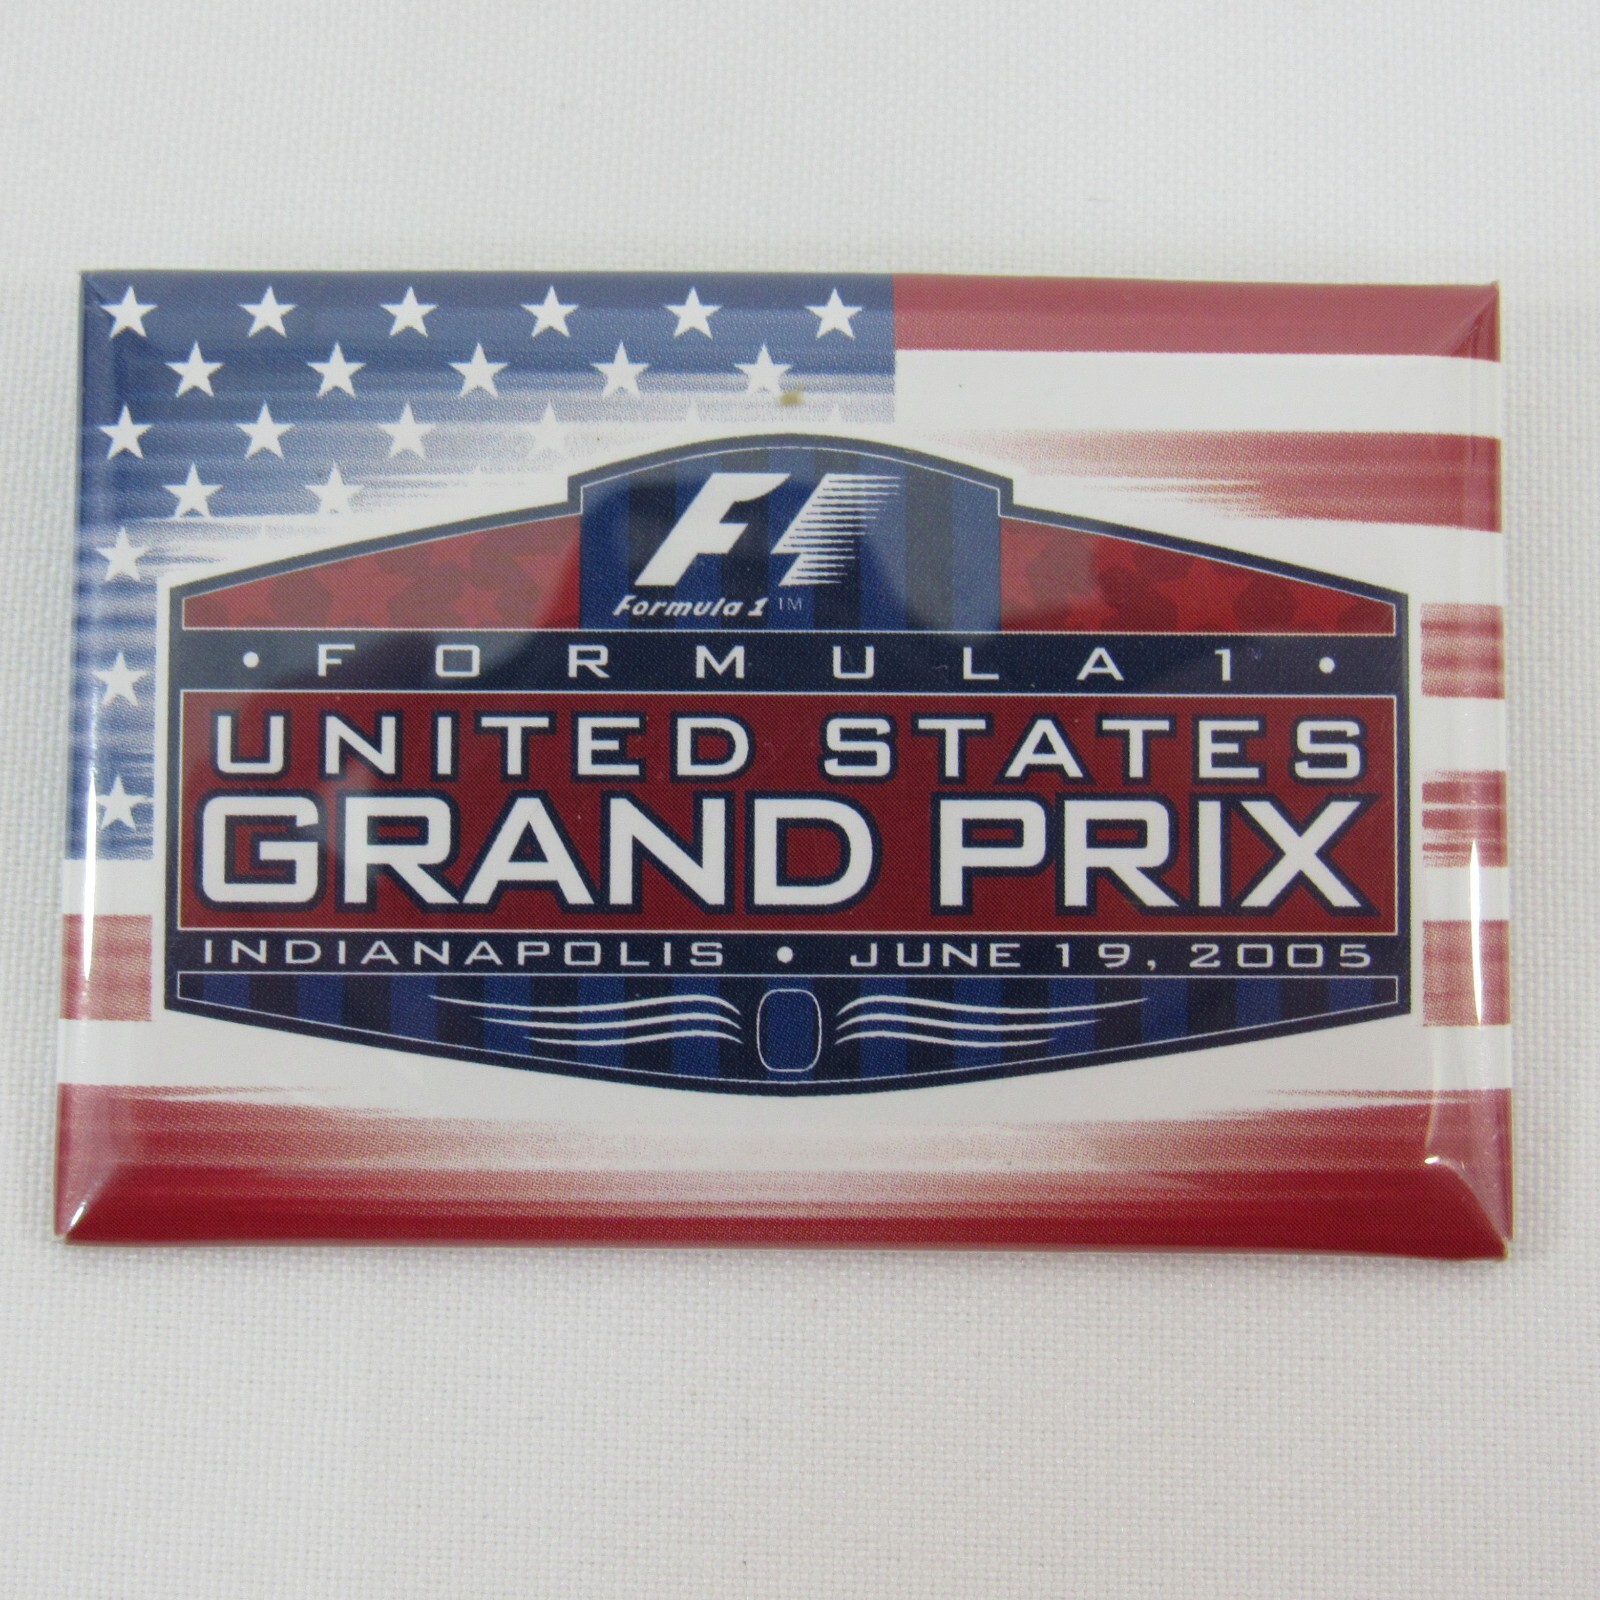 F1
Formula 1 ™
• FORMULA 1 •
UNITED STATES
GRAND PRIX
INDIANAPOLIS • JUNE 19, 2005